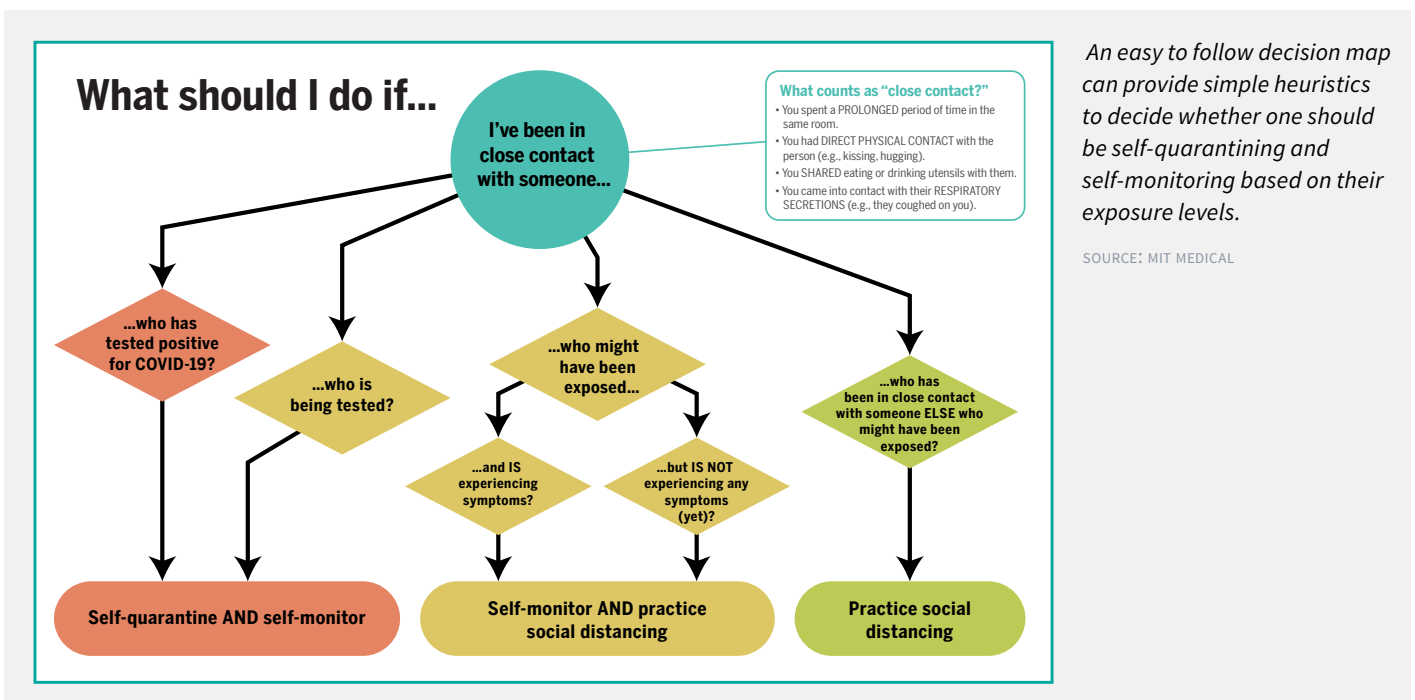 What should I do if...
I've been in
close contact
with someone...
What counts as “close contact?”
• You spent a PROLONGED period of time in the
same room.
• You had DIRECT PHYSICAL CONTACT with the
person (e.g., kissing, hugging).
• You SHARED eating or drinking utensils with them.
• You came into contact with their RESPIRATORY
SECRETIONS (e.g., they coughed on you).
...who has
tested positive
for COVID-19?
...who is
being tested?
...who might
have been
exposed...
...who has
been in close contact
with someone ELSE who
might have been
exposed?
...and IS
experiencing
symptoms?
...but IS NOT
experiencing any
symptoms
(yet)?
Self-quarantine AND self-monitor
Self-monitor AND practice
social distancing
Practice social
distancing
An easy to follow decision map
can provide simple heuristics
to decide whether one should
be self-quarantining and
self-monitoring based on their
exposure levels.
SOURCE: MIT MEDICAL